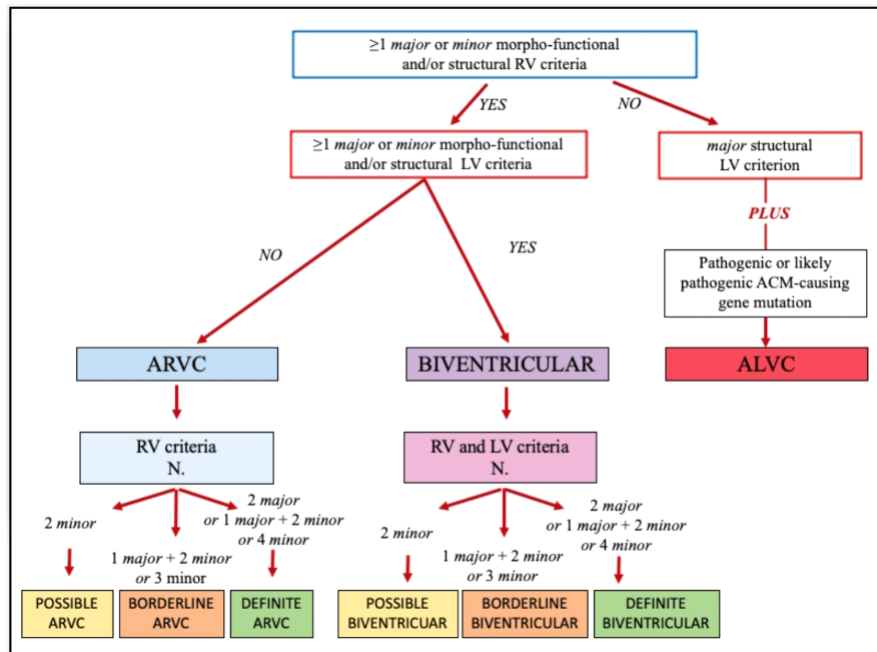 ≥1 major or minor morpho-functional
and/or structural RV criteria
YES
NO
≥1 major or minor morpho-functional
and/or structural LV criteria
major structural
LV criterion
PLUS
NO
YES
Pathogenic or likely
pathogenic ACM-causing
gene mutation
ARVC
BIVENTRICULAR
ALVC
RV criteria
N.
RV and LV criteria
N.
2 minor
1 major + 2 minor
or 3 minor
2 major
or 1 major + 2 minor
or 4 minor
2 minor
1 major + 2 minor
or 3 minor
2 major
or 1 major + 2 minor
or 4 minor
POSSIBLE
ARVC
BORDERLINE
ARVC
DEFINITE
ARVC
POSSIBLE
BIVENTRICUAR
BORDERLINE
BIVENTRICULAR
DEFINITE
BIVENTRICULAR